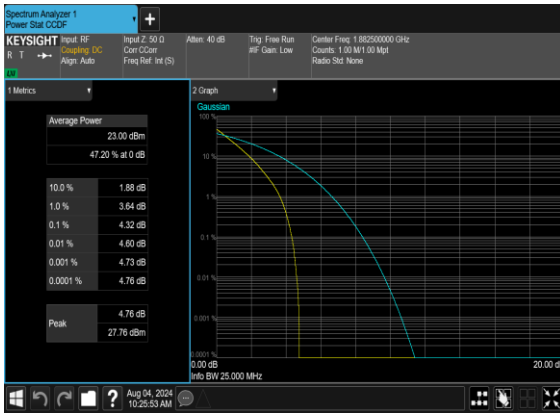 Spectrum Analyzer 1
Power Stat CCDF
+
KEYSIGHT
R T
LXI
Input: RF
Coupling: DC
Align: Auto
Input Z: 50 Ω
Corr CCorr
Freq Ref: Int (S)
Atten: 40 dB
Trig: Free Run
#IF Gain: Low
Center Freq: 1.882500000 GHz
Counts: 1.00 M/1.00 Mpt
Radio Std: None
1 Metrics
Average Power
23.00 dBm
47.20 % at 0 dB
10.0 % 1.88 dB
1.0 % 3.64 dB
0.1 % 4.32 dB
0.01 % 4.60 dB
0.001 % 4.73 dB
0.0001 % 4.76 dB
Peak
4.76 dB
27.76 dBm
2 Graph
Gaussian
100 %
10 %
1 %
0.1 %
0.01 %
0.001 %
0.0001 %
0.00 dB
20.00 dB
Info BW 25.000 MHz
?
Aug 04, 2024
10:25:53 AM